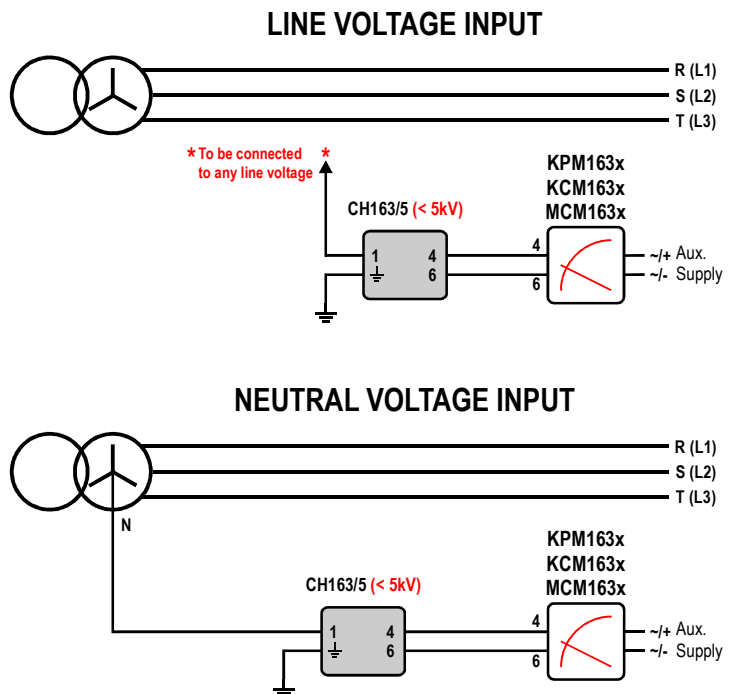 LINE VOLTAGE INPUT
R (L1)
S (L2)
T (L3)
* To be connected *
to any line voltage
KPM163x
KCM163x
MCM163x
CH163/5 (< 5kV)
1 4
6
4
6
~/+ Aux.
~/- Supply
NEUTRAL VOLTAGE INPUT
R (L1)
S (L2)
T (L3)
N
KPM163x
KCM163x
MCM163x
CH163/5 (< 5kV)
1 4
6
4
6
~/+ Aux.
~/- Supply